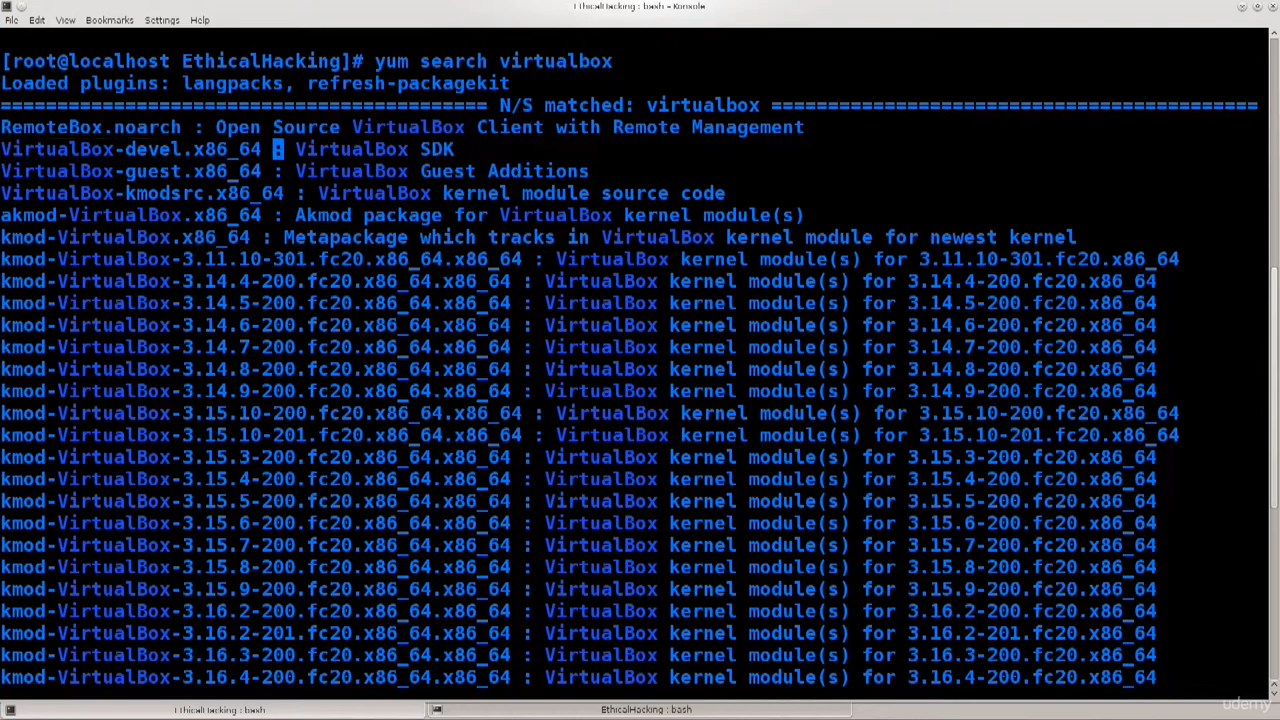 EthicalHacking : bash - Konsole
File Edit View Bookmarks Settings Help
[root@localhost EthicalHacking]# yum search virtualbox
Loaded plugins: langpacks, refresh-packagekit
=========================================== N/S matched: virtualbox ===========================================
RemoteBox.noarch : Open Source VirtualBox Client with Remote Management
VirtualBox-devel.x86_64 : VirtualBox SDK
VirtualBox-guest.x86_64 : VirtualBox Guest Additions
VirtualBox-kmodsrc.x86_64 : VirtualBox kernel module source code
akmod-VirtualBox.x86_64 : Akmod package for VirtualBox kernel module(s)
kmod-VirtualBox.x86_64 : Metapackage which tracks in VirtualBox kernel module for newest kernel
kmod-VirtualBox-3.11.10-301.fc20.x86_64.x86_64 : VirtualBox kernel module(s) for 3.11.10-301.fc20.x86_64
kmod-VirtualBox-3.14.4-200.fc20.x86_64.x86_64 : VirtualBox kernel module(s) for 3.14.4-200.fc20.x86_64
kmod-VirtualBox-3.14.5-200.fc20.x86_64.x86_64 : VirtualBox kernel module(s) for 3.14.5-200.fc20.x86_64
kmod-VirtualBox-3.14.6-200.fc20.x86_64.x86_64 : VirtualBox kernel module(s) for 3.14.6-200.fc20.x86_64
kmod-VirtualBox-3.14.7-200.fc20.x86_64.x86_64 : VirtualBox kernel module(s) for 3.14.7-200.fc20.x86_64
kmod-VirtualBox-3.14.8-200.fc20.x86_64.x86_64 : VirtualBox kernel module(s) for 3.14.8-200.fc20.x86_64
kmod-VirtualBox-3.14.9-200.fc20.x86_64.x86_64 : VirtualBox kernel module(s) for 3.14.9-200.fc20.x86_64
kmod-VirtualBox-3.15.10-200.fc20.x86_64.x86_64 : VirtualBox kernel module(s) for 3.15.10-200.fc20.x86_64
kmod-VirtualBox-3.15.10-201.fc20.x86_64.x86_64 : VirtualBox kernel module(s) for 3.15.10-201.fc20.x86_64
kmod-VirtualBox-3.15.3-200.fc20.x86_64.x86_64 : VirtualBox kernel module(s) for 3.15.3-200.fc20.x86_64
kmod-VirtualBox-3.15.4-200.fc20.x86_64.x86_64 : VirtualBox kernel module(s) for 3.15.4-200.fc20.x86_64
kmod-VirtualBox-3.15.5-200.fc20.x86_64.x86_64 : VirtualBox kernel module(s) for 3.15.5-200.fc20.x86_64
kmod-VirtualBox-3.15.6-200.fc20.x86_64.x86_64 : VirtualBox kernel module(s) for 3.15.6-200.fc20.x86_64
kmod-VirtualBox-3.15.7-200.fc20.x86_64.x86_64 : VirtualBox kernel module(s) for 3.15.7-200.fc20.x86_64
kmod-VirtualBox-3.15.8-200.fc20.x86_64.x86_64 : VirtualBox kernel module(s) for 3.15.8-200.fc20.x86_64
kmod-VirtualBox-3.15.9-200.fc20.x86_64.x86_64 : VirtualBox kernel module(s) for 3.15.9-200.fc20.x86_64
kmod-VirtualBox-3.16.2-200.fc20.x86_64.x86_64 : VirtualBox kernel module(s) for 3.16.2-200.fc20.x86_64
kmod-VirtualBox-3.16.2-201.fc20.x86_64.x86_64 : VirtualBox kernel module(s) for 3.16.2-201.fc20.x86_64
kmod-VirtualBox-3.16.3-200.fc20.x86_64.x86_64 : VirtualBox kernel module(s) for 3.16.3-200.fc20.x86_64
kmod-VirtualBox-3.16.4-200.fc20.x86_64.x86_64 : VirtualBox kernel module(s) for 3.16.4-200.fc20.x86_64
EthicalHacking : bash EthicalHacking : bash
udemy